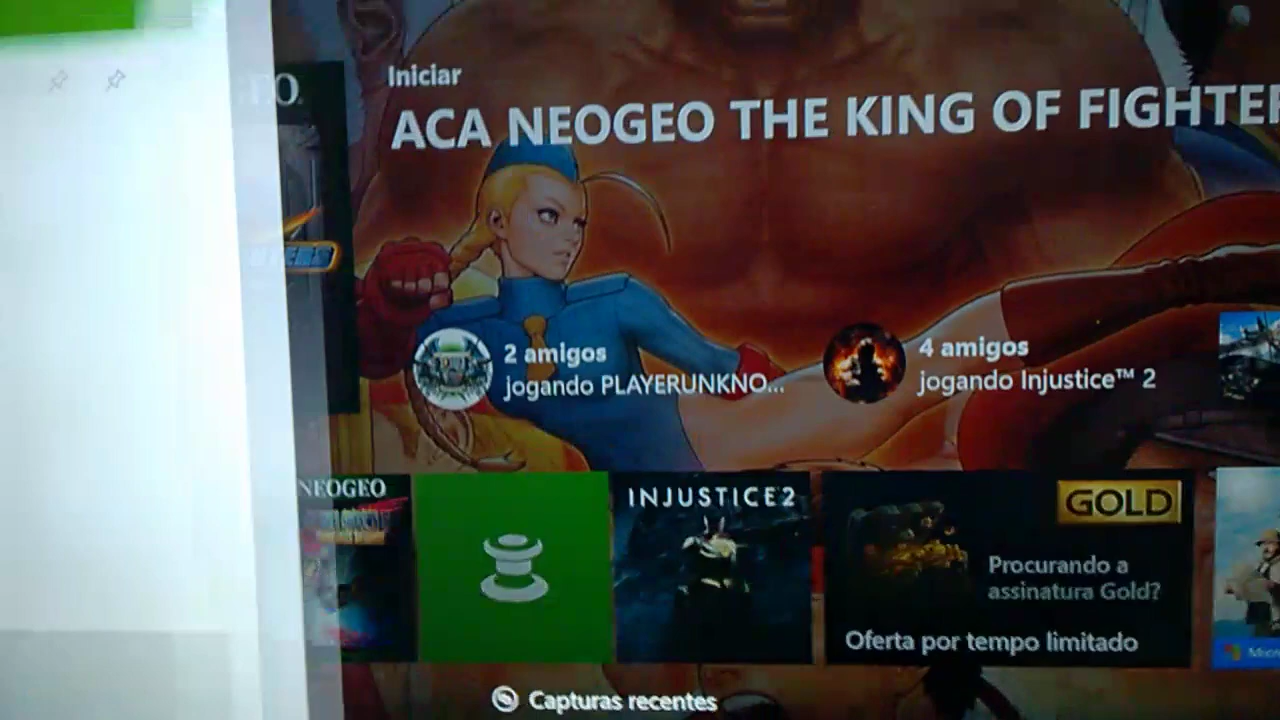 Iniciar
ACA NEOGEO THE KING OF FIGHTE
2 amigos
jogando PLAYERUNKNO...
4 amigos
jogando Injustice™ 2
NEOGEO
INJUSTICE2
GOLD
Procurando a
assinatura Gold?
Oferta por tempo limitado
Capturas recentes